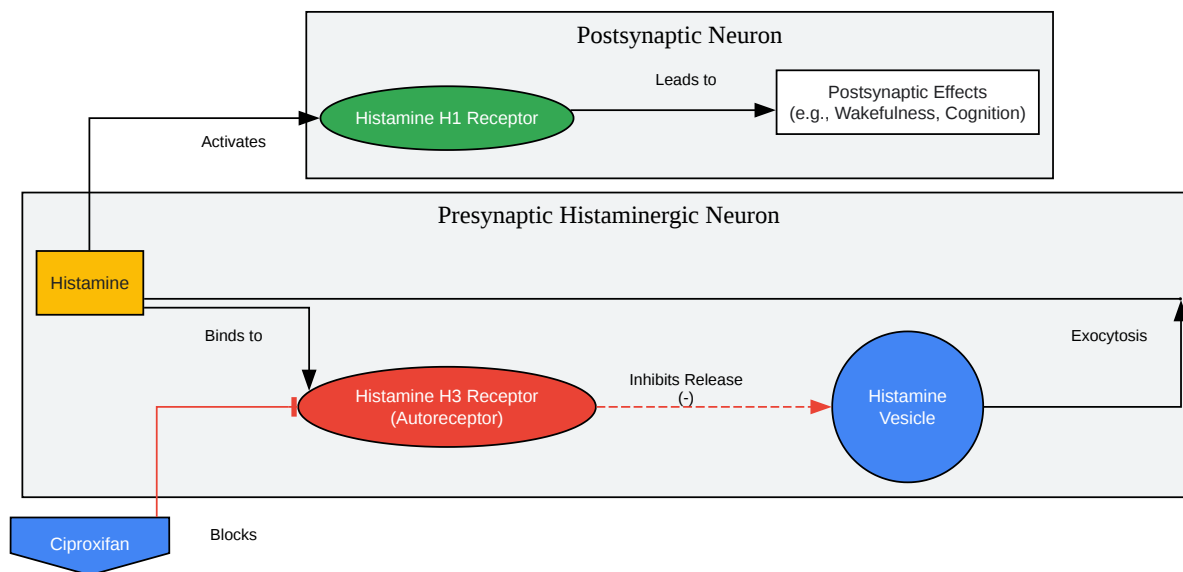 Postsynaptic Neuron
Leads to
Postsynaptic Effects
(e.g., Wakefulness, Cognition)
Histamine H1 Receptor
Activates
Presynaptic Histaminergic Neuron
Histamine
Binds to
Exocytosis
Inhibits Release
(-)
Histamine H3 Receptor
(Autoreceptor)
Histamine
Vesicle
Blocks
Ciproxifan